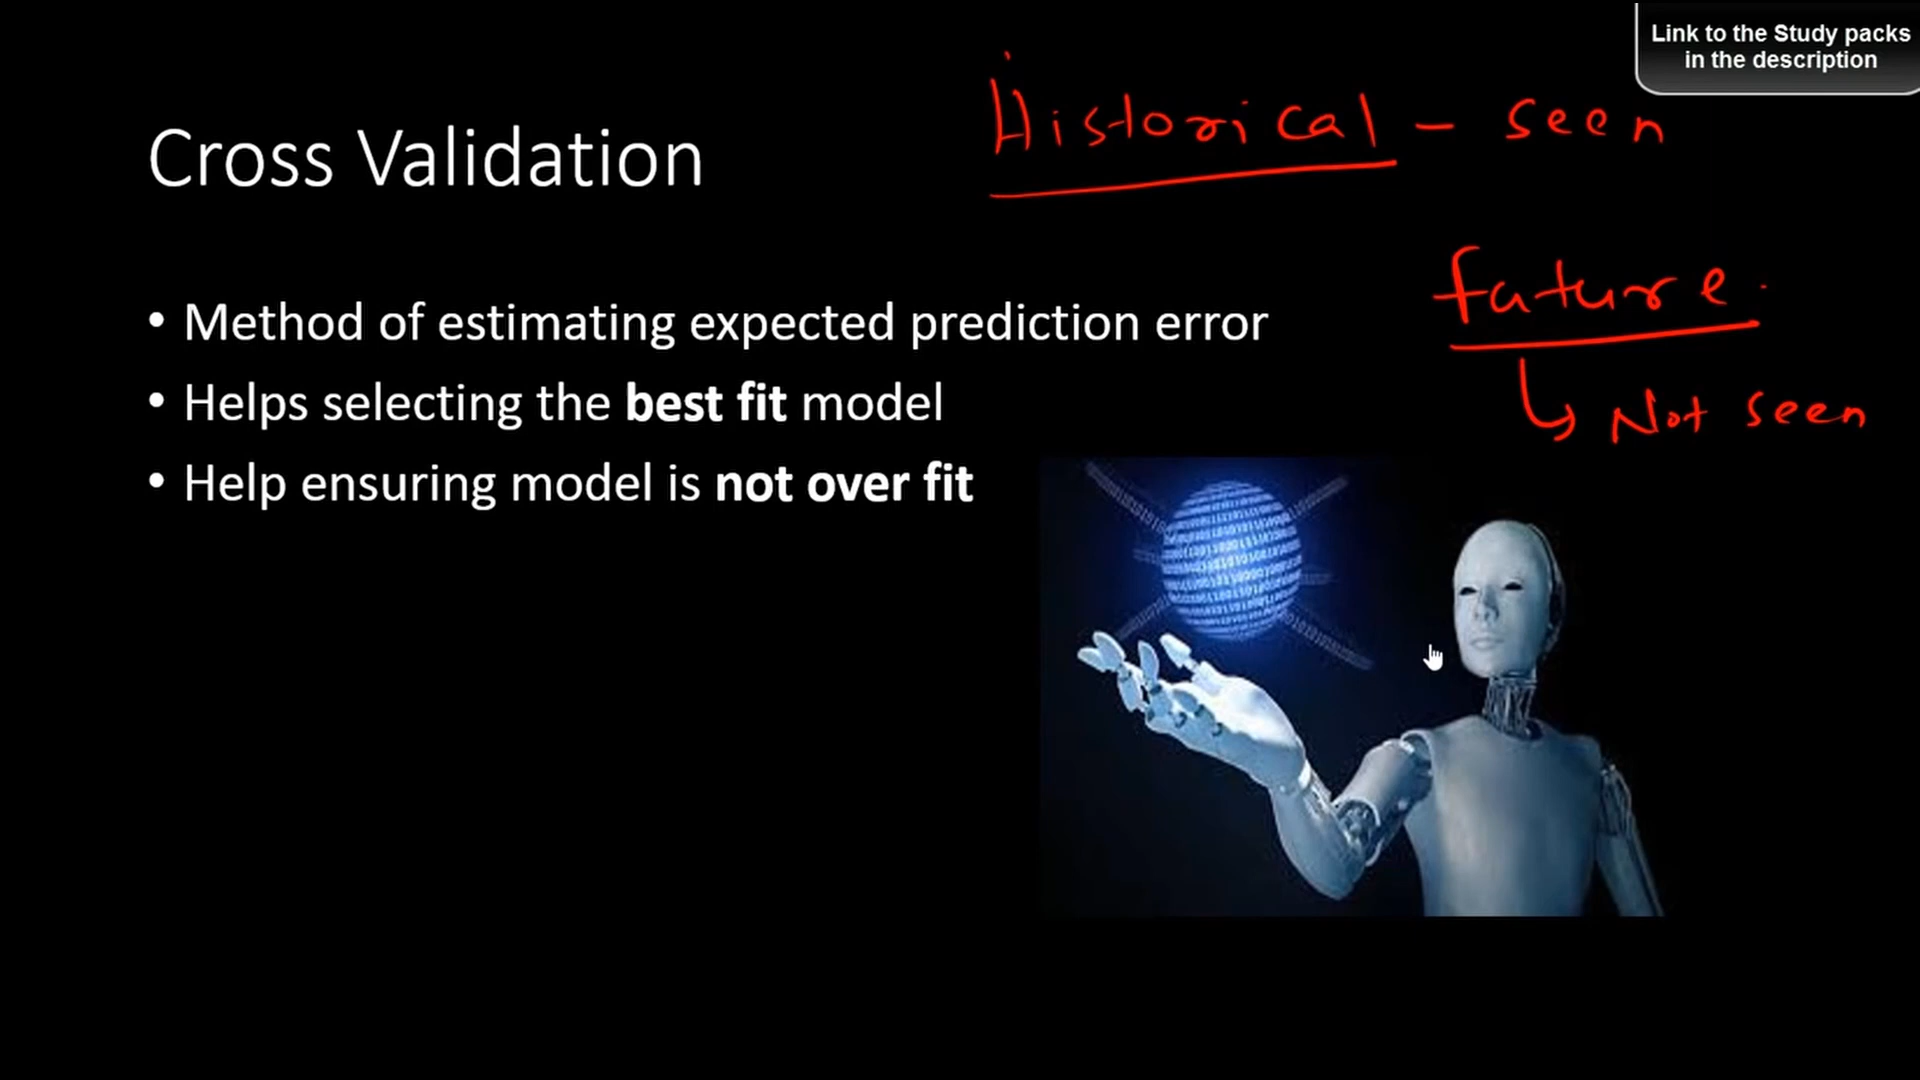 Link to the Study packs
in the description
Historical - seen
Cross Validation
future.
Not seen
• Method of estimating expected prediction error
• Helps selecting the best fit model
• Help ensuring model is not over fit